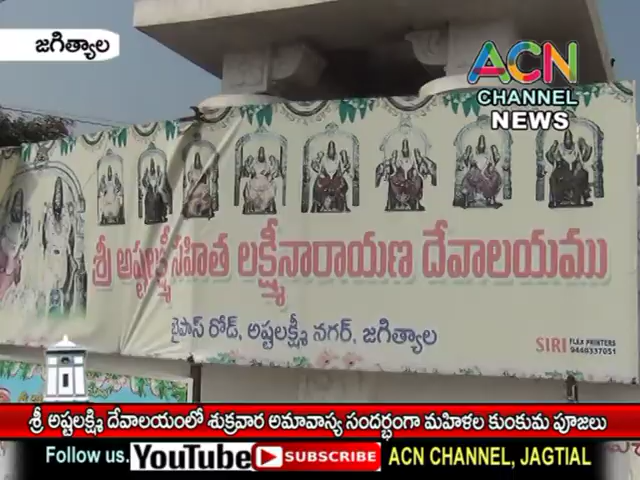 జగిత్యాల
ACN
CHANNEL
NEWS
శ్రీ అష్టలక్ష్మీసహిత లక్ష్మీనారాయణ దేవాలయము
బైపాస్ రోడ్, అష్టలక్ష్మీ నగర్, జగిత్యాల
SIRI FLEX PRINTERS
9440337051
శ్రీ అష్టలక్ష్మి దేవాలయంలో శుక్రవార అమావాస్య సందర్భంగా మహిళల కుంకుమ పూజలు
Follow us. YouTube SUBSCRIBE ACN CHANNEL, JAGTIAL